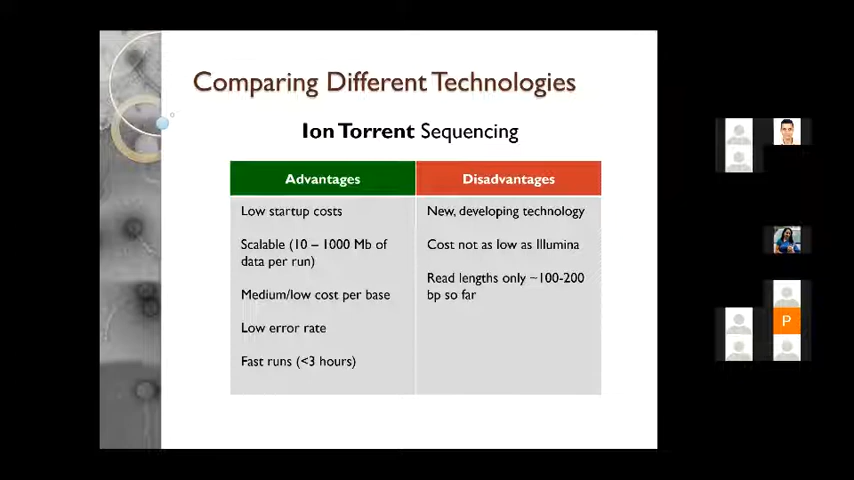 Comparing Different Technologies
Ion Torrent Sequencing
Advantages
Disadvantages
Low startup costs
Scalable (10 – 1000 Mb of
data per run)
Medium/low cost per base
Low error rate
Fast runs (<3 hours)
New, developing technology
Cost not as low as Illumina
Read lengths only ~100-200
bp so far
P